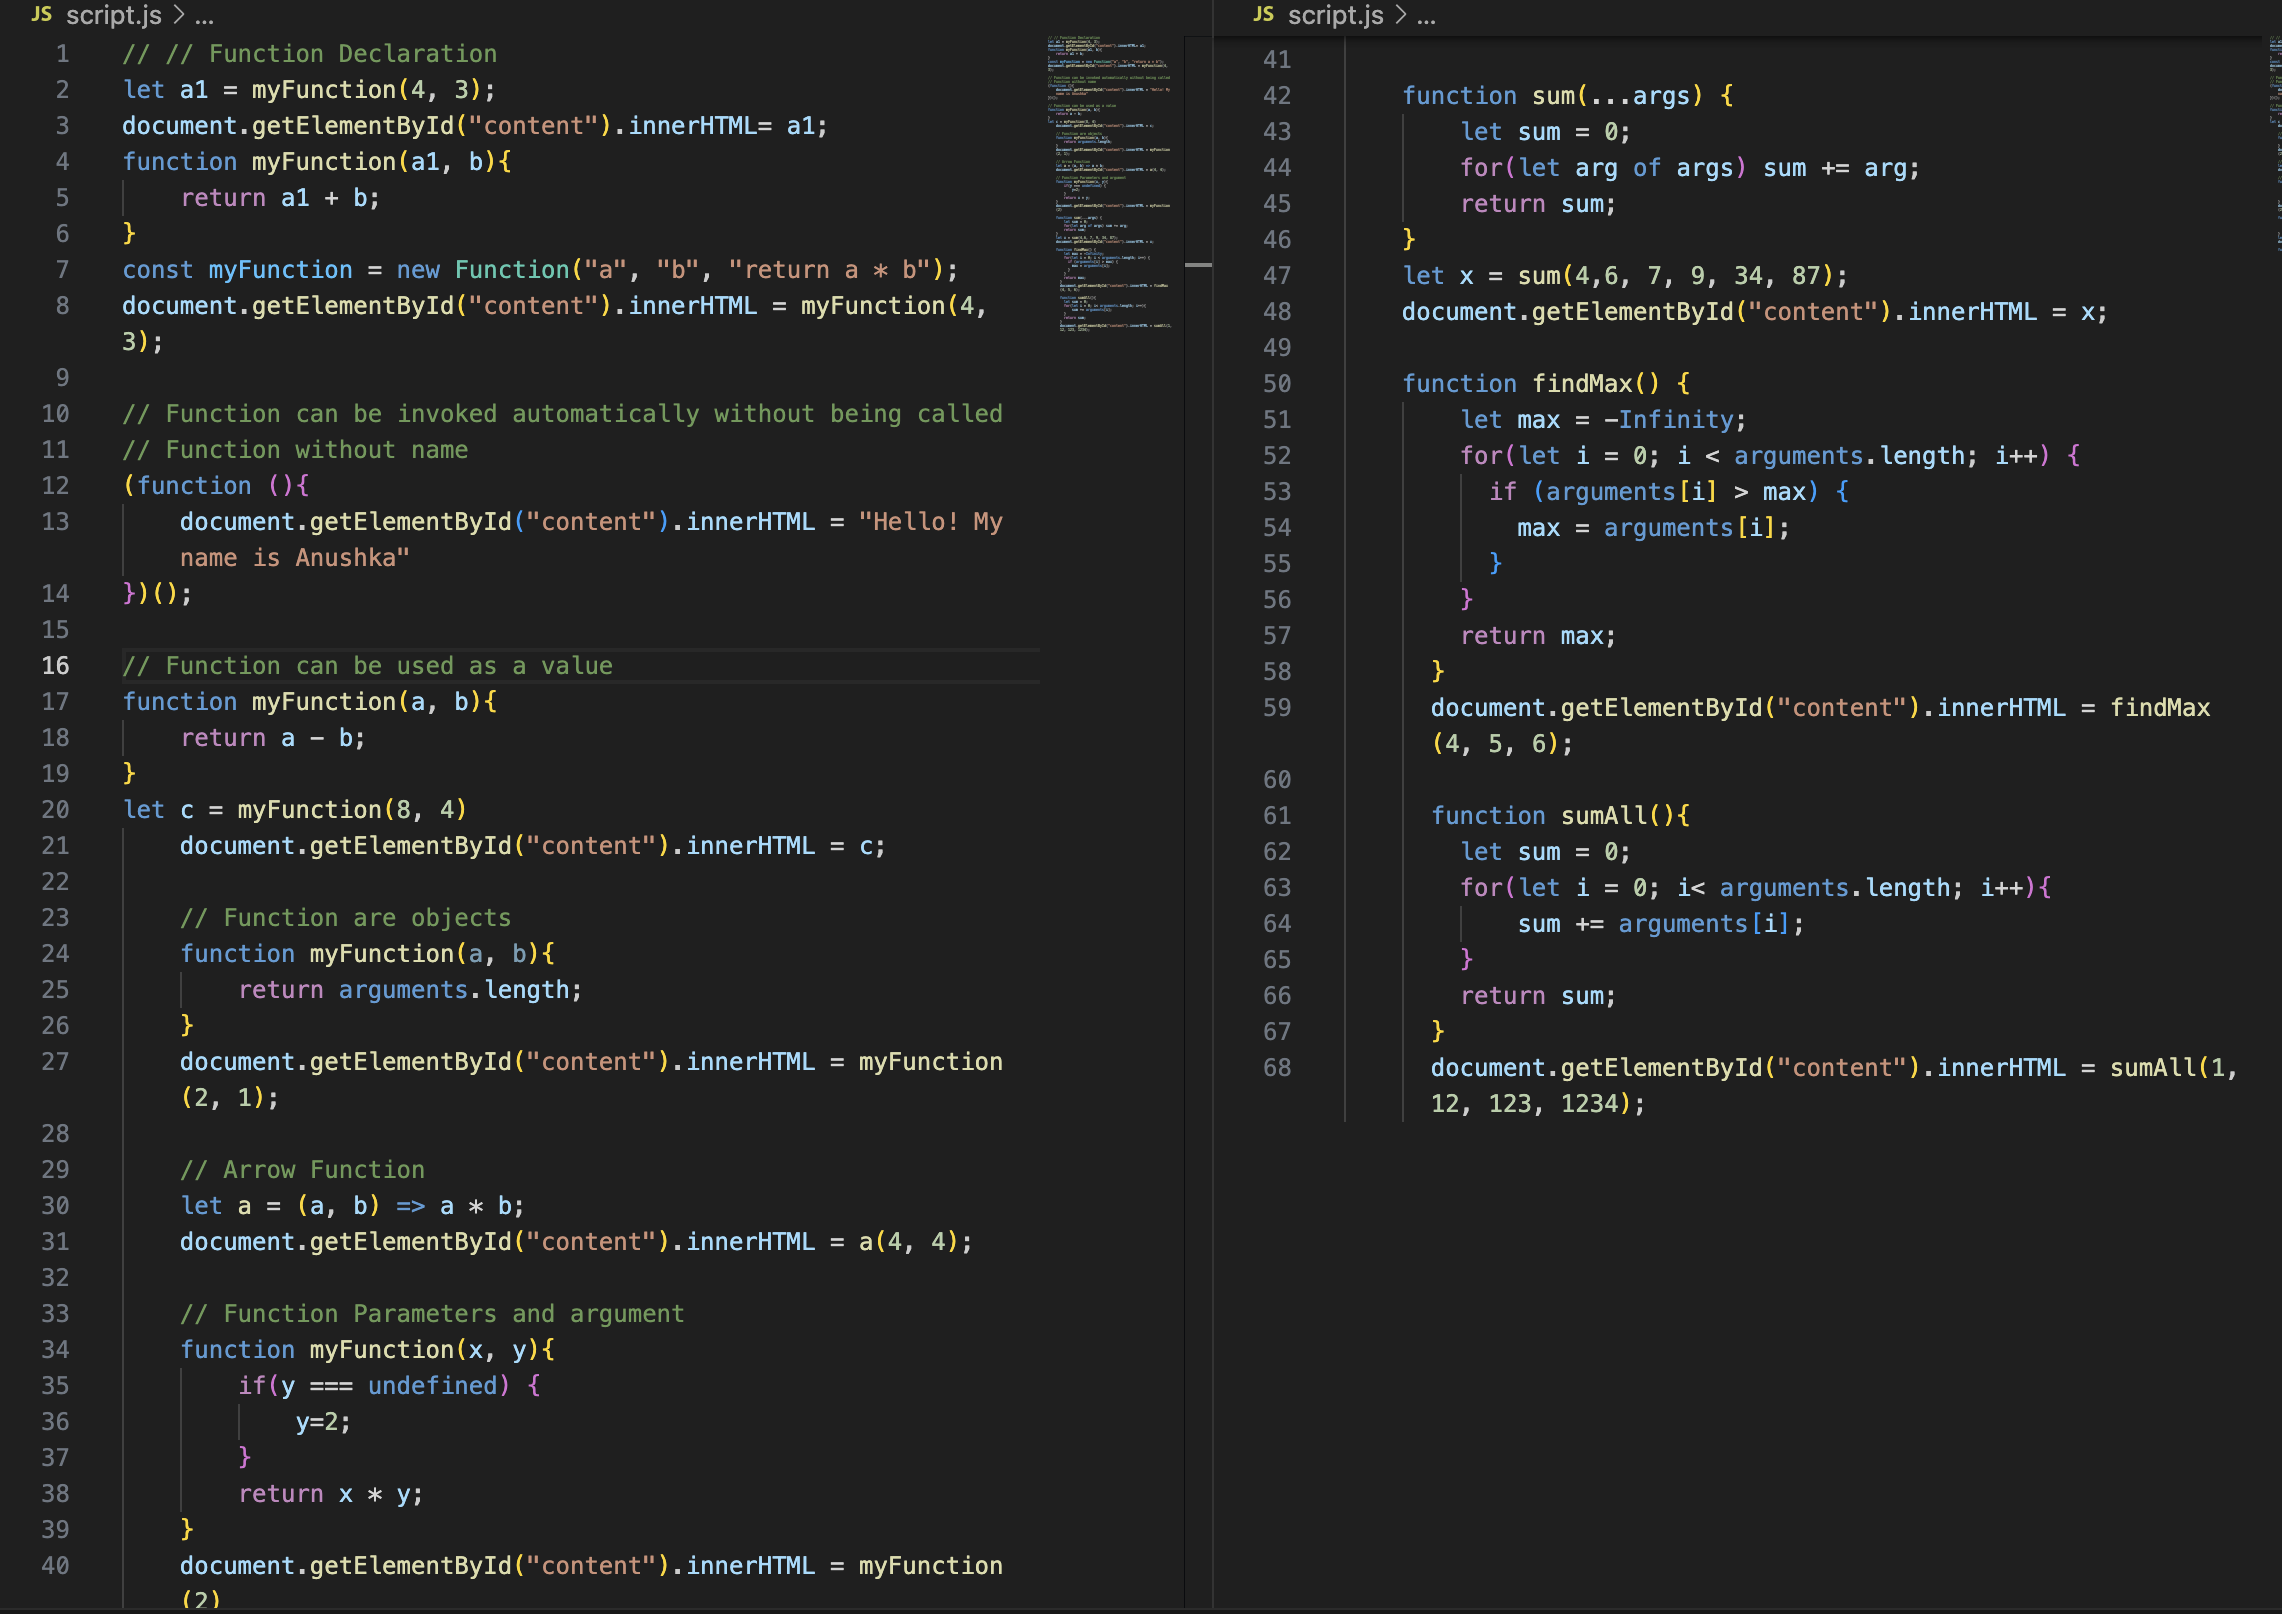 JS script.js > ...
1 // // Function Declaration
2 let a1 = myFunction(4, 3);
3 document.getElementById("content").innerHTML= a1;
4 function myFunction(a1, b){
5     return a1 + b;
6 }
7 const myFunction = new Function("a", "b", "return a * b");
8 document.getElementById("content").innerHTML = myFunction(4,
3);
9
10 // Function can be invoked automatically without being called
11 // Function without name
12 (function (){
13     document.getElementById("content").innerHTML = "Hello! My
name is Anushka"
14 })();
15
16 // Function can be used as a value
17 function myFunction(a, b){
18     return a - b;
19 }
20 let c = myFunction(8, 4)
21     document.getElementById("content").innerHTML = c;
22
23     // Function are objects
24     function myFunction(a, b){
25         return arguments.length;
26     }
27     document.getElementById("content").innerHTML = myFunction
(2, 1);
28
29     // Arrow Function
30     let a = (a, b) => a * b;
31     document.getElementById("content").innerHTML = a(4, 4);
32
33     // Function Parameters and argument
34     function myFunction(x, y){
35         if(y === undefined) {
36             y=2;
37         }
38         return x * y;
39     }
40     document.getElementById("content").innerHTML = myFunction
(2)
JS script.js > ...
41
42     function sum(...args) {
43         let sum = 0;
44         for(let arg of args) sum += arg;
45         return sum;
46     }
47     let x = sum(4,6, 7, 9, 34, 87);
48     document.getElementById("content").innerHTML = x;
49
50     function findMax() {
51         let max = -Infinity;
52         for(let i = 0; i < arguments.length; i++) {
53           if (arguments[i] > max) {
54             max = arguments[i];
55           }
56         }
57         return max;
58       }
59       document.getElementById("content").innerHTML = findMax
(4, 5, 6);
60
61       function sumAll(){
62         let sum = 0;
63         for(let i = 0; i< arguments.length; i++){
64             sum += arguments[i];
65         }
66         return sum;
67       }
68       document.getElementById("content").innerHTML = sumAll(1,
12, 123, 1234);